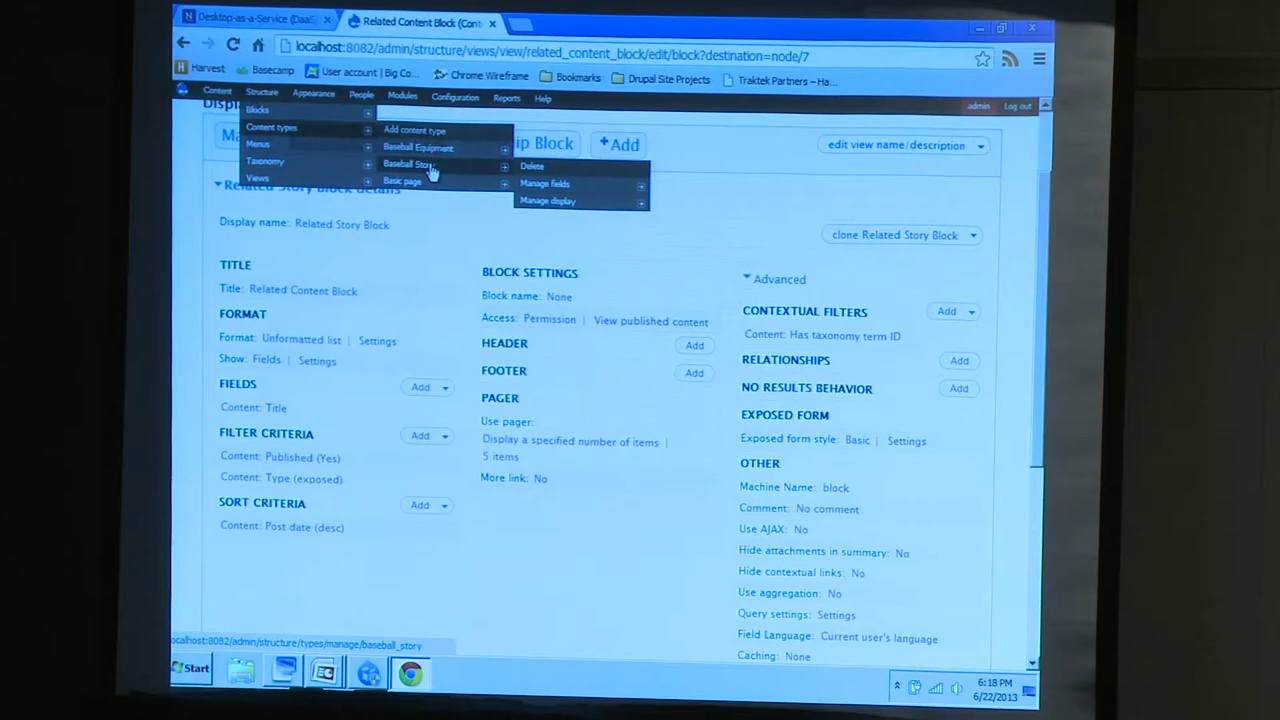 Desktop-as-a-Service (DaaS
Related Content Block (Cont
localhost:8082/admin/structure/views/view/related_content_block/edit/block?destination=node/7
Harvest
Basecamp
User account | Big Co...
Chrome Wireframe
Bookmarks
Drupal Site Projects
Traktek Partners – Ha...
Content
Structure
Appearance
People
Modules
Configuration
Reports
Help
admin
Log out
Blocks
Content types
Menus
Taxonomy
Views
Add content type
Baseball Equipment
Baseball Story
Basic page
Delete
Manage fields
Manage display
ip Block
+Add
edit view name/description
Related Story Block details
Display name: Related Story Block
clone Related Story Block
TITLE
Title: Related Content Block
FORMAT
Format: Unformatted list | Settings
Show: Fields | Settings
FIELDS
Add
Content: Title
FILTER CRITERIA
Add
Content: Published (Yes)
Content: Type (exposed)
SORT CRITERIA
Add
Content: Post date (desc)
BLOCK SETTINGS
Block name: None
Access: Permission | View published content
HEADER
Add
FOOTER
Add
PAGER
Use pager:
Display a specified number of items |
5 items
More link: No
Advanced
CONTEXTUAL FILTERS
Add
Content: Has taxonomy term ID
RELATIONSHIPS
Add
NO RESULTS BEHAVIOR
Add
EXPOSED FORM
Exposed form style: Basic | Settings
OTHER
Machine Name: block
Comment: No comment
Use AJAX: No
Hide attachments in summary: No
Hide contextual links: No
Use aggregation: No
Query settings: Settings
Field Language: Current user's language
Caching: None
localhost:8082/admin/structure/types/manage/baseball_story
Start
6:18 PM
6/22/2013